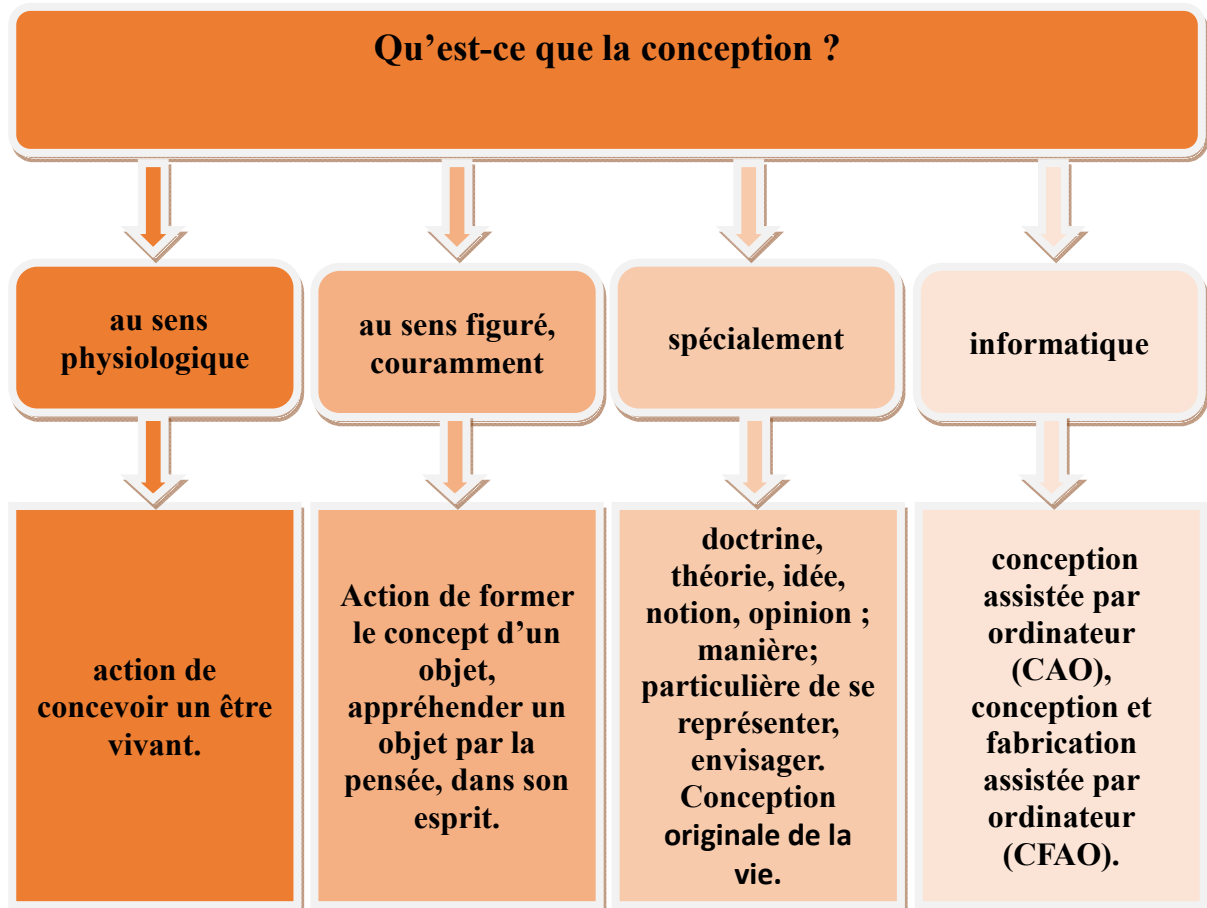 Qu’est-ce que la conception ?
au sens
physiologique
au sens figuré,
couramment
spécialement
informatique
action de
concevoir un être
vivant.
Action de former
le concept d’un
objet,
appréhender un
objet par la
pensée, dans son
esprit.
doctrine,
théorie, idée,
notion, opinion ;
manière;
particulière de se
représenter,
envisager.
Conception
originale de la
vie.
conception
assistée par
ordinateur
(CAO),
conception et
fabrication
assistée par
ordinateur
(CFAO).